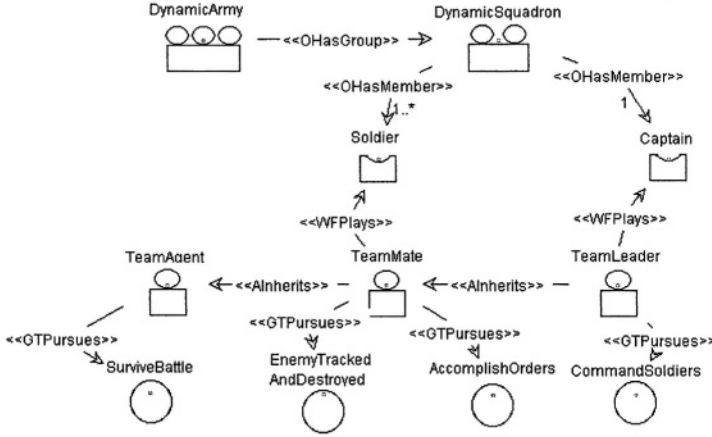 DynamicArmy
DynamicSquadron
<<OHasGroup>>
<<OHasMember>>
<<OHasMember>>
1..*
1
Soldier
Captain
<<WFPlays>>
<<WFPlays>>
TeamAgent
TeamMate
TeamLeader
<<AInherits>>
<<AInherits>>
<<GTPursues>>
<<GTPursues>>
<<GTPursues>>
<<GTPursues>>
SurviveBattle
EnemyTracked
AndDestroyed
AccomplishOrders
CommandSoldiers